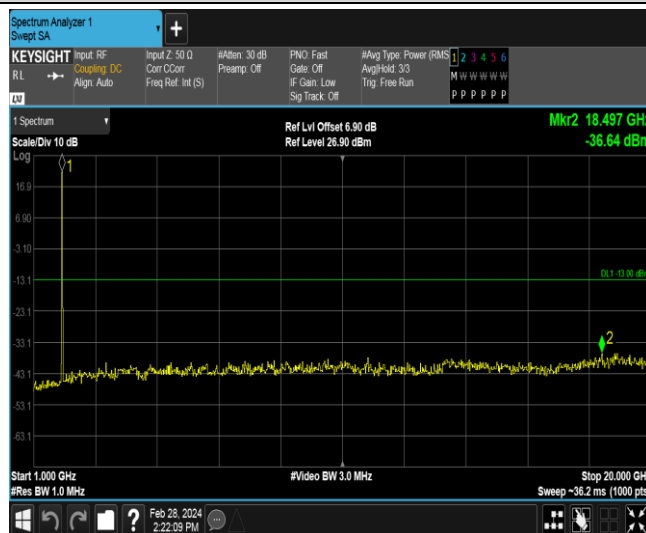 Spectrum Analyzer 1
Swept SA
+
KEYSIGHT
RL
LXI
Input: RF
Coupling: DC
Align: Auto
Input Z: 50 Ω
Corr CCorr
Freq Ref: Int (S)
#Atten: 30 dB
Preamp: Off
PNO: Fast
Gate: Off
IF Gain: Low
Sig Track: Off
#Avg Type: Power (RMS
Avg|Hold: 3/3
Trig: Free Run
1 2 3 4 5 6
M W W W W W
P P P P P P
1 Spectrum
Scale/Div 10 dB
Ref Lvl Offset 6.90 dB
Ref Level 26.90 dBm
Mkr2 18.497 GHz
-36.64 dBm
Log
1
16.9
6.90
-3.10
-13.1
DL1 -13.00 dBm
-23.1
-33.1
2
-43.1
-53.1
-63.1
Start 1.000 GHz
#Video BW 3.0 MHz
Stop 20.000 GHz
#Res BW 1.0 MHz
Sweep ~36.2 ms (1000 pts
?
Feb 28, 2024
2:22:09 PM